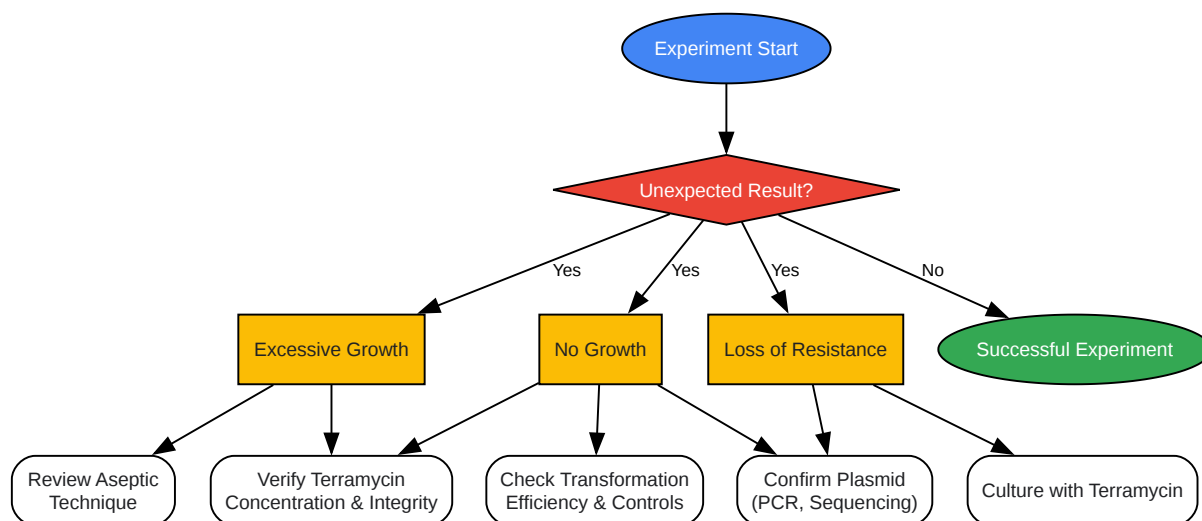 Experiment Start
Unexpected Result?
Yes
Yes
Yes
No
Excessive Growth
No Growth
Loss of Resistance
Successful Experiment
Review Aseptic
Technique
Verify Terramycin
Concentration & Integrity
Check Transformation
Efficiency & Controls
Confirm Plasmid
(PCR, Sequencing)
Culture with Terramycin